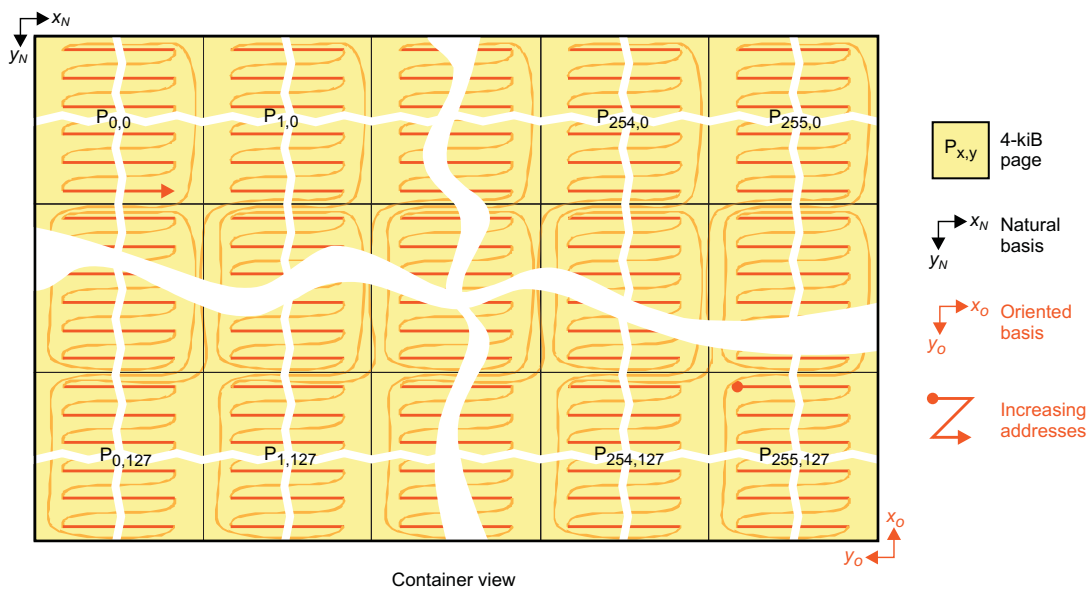 x_N
y_N
P_0,0 P_1,0 P_254,0 P_255,0
P_0,127 P_1,127 P_254,127 P_255,127
x_O
y_O
Container view
P_x,y
4-kiB
page
x_N
y_N
Natural
basis
x_O
y_O
Oriented
basis
Increasing
addresses